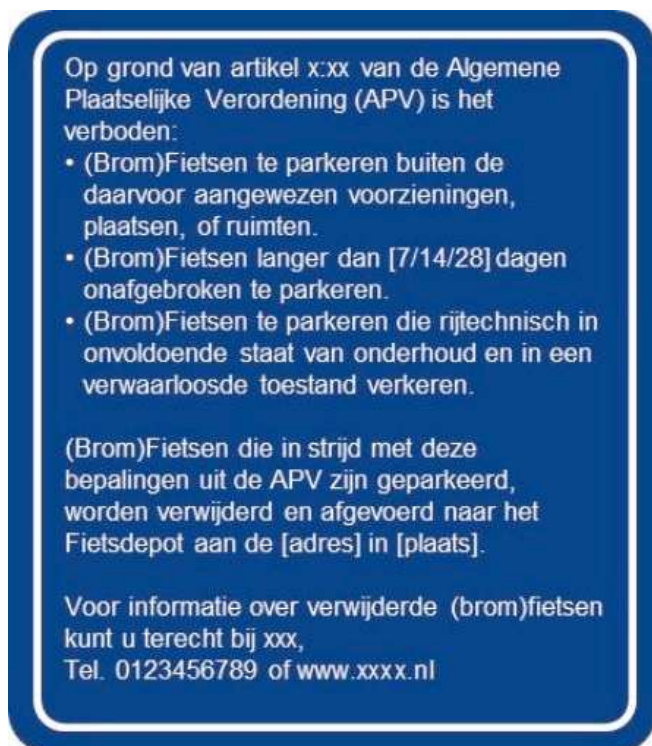 Op grond van artikel x:xx van de Algemene
Plaatselijke Verordening (APV) is het
verboden:
• (Brom)Fietsen te parkeren buiten de
daarvoor aangewezen voorzieningen,
plaatsen, of ruimten.
• (Brom)Fietsen langer dan [7/14/28] dagen
onafgebroken te parkeren.
• (Brom)Fietsen te parkeren die rijtechnisch in
onvoldoende staat van onderhoud en in een
verwaarloosde toestand verkeren.
(Brom)Fietsen die in strijd met deze
bepalingen uit de APV zijn geparkeerd,
worden verwijderd en afgevoerd naar het
Fietsdepot aan de [adres] in [plaats].
Voor informatie over verwijderde (brom)fietsen
kunt u terecht bij xxx,
Tel. 0123456789 of www.xxxx.nl